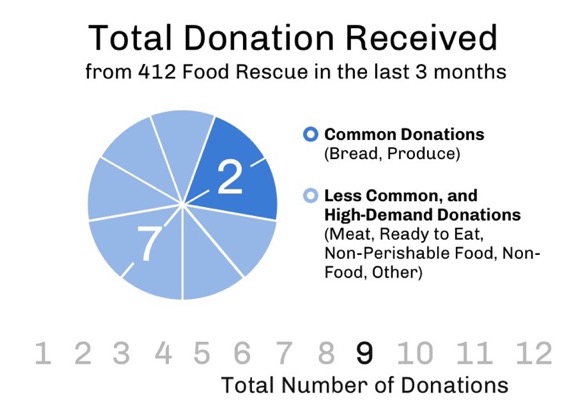 Total Donation Received
from 412 Food Rescue in the last 3 months
2
7
Common Donations
(Bread, Produce)
Less Common, and
High-Demand Donations
(Meat, Ready to Eat,
Non-Perishable Food, Non-
Food, Other)
1 2 3 4 5 6 7 8 9 10 11 12
Total Number of Donations